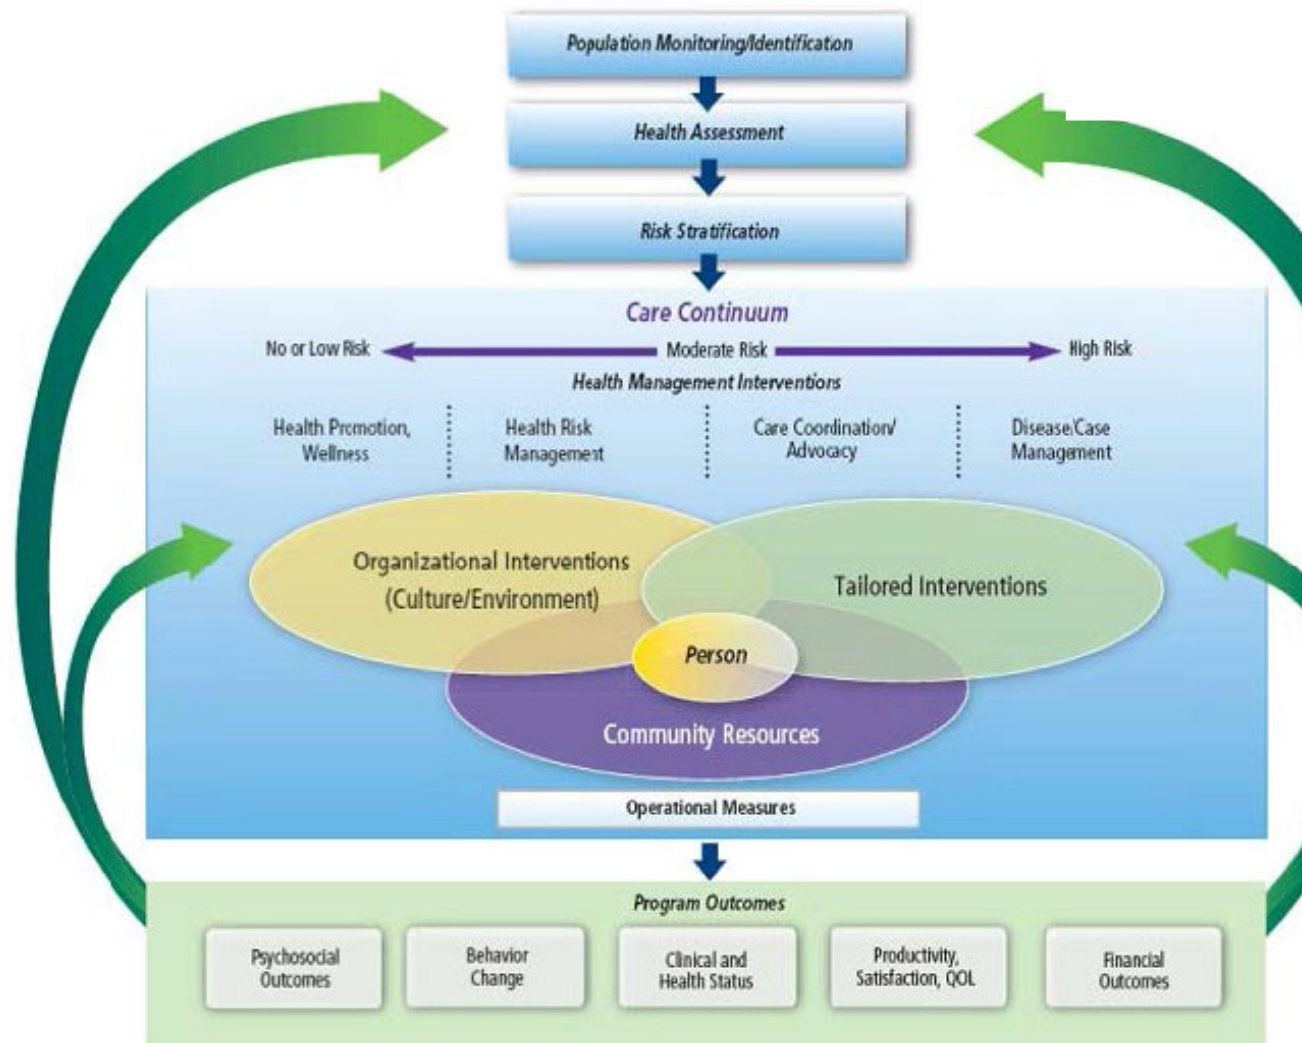 Population Monitoring/Identification
Health Assessment
Risk Stratification
Care Continuum
No or Low Risk
Moderate Risk
High Risk
Health Management Interventions
Health Promotion,
Wellness
Health Risk
Management
Care Coordination/
Advocacy
Disease/Case
Management
Organizational Interventions
(Culture/Environment)
Tailored Interventions
Person
Community Resources
Operational Measures
Program Outcomes
Psychosocial
Outcomes
Behavior
Change
Clinical and
Health Status
Productivity,
Satisfaction, QOL
Financial
Outcomes